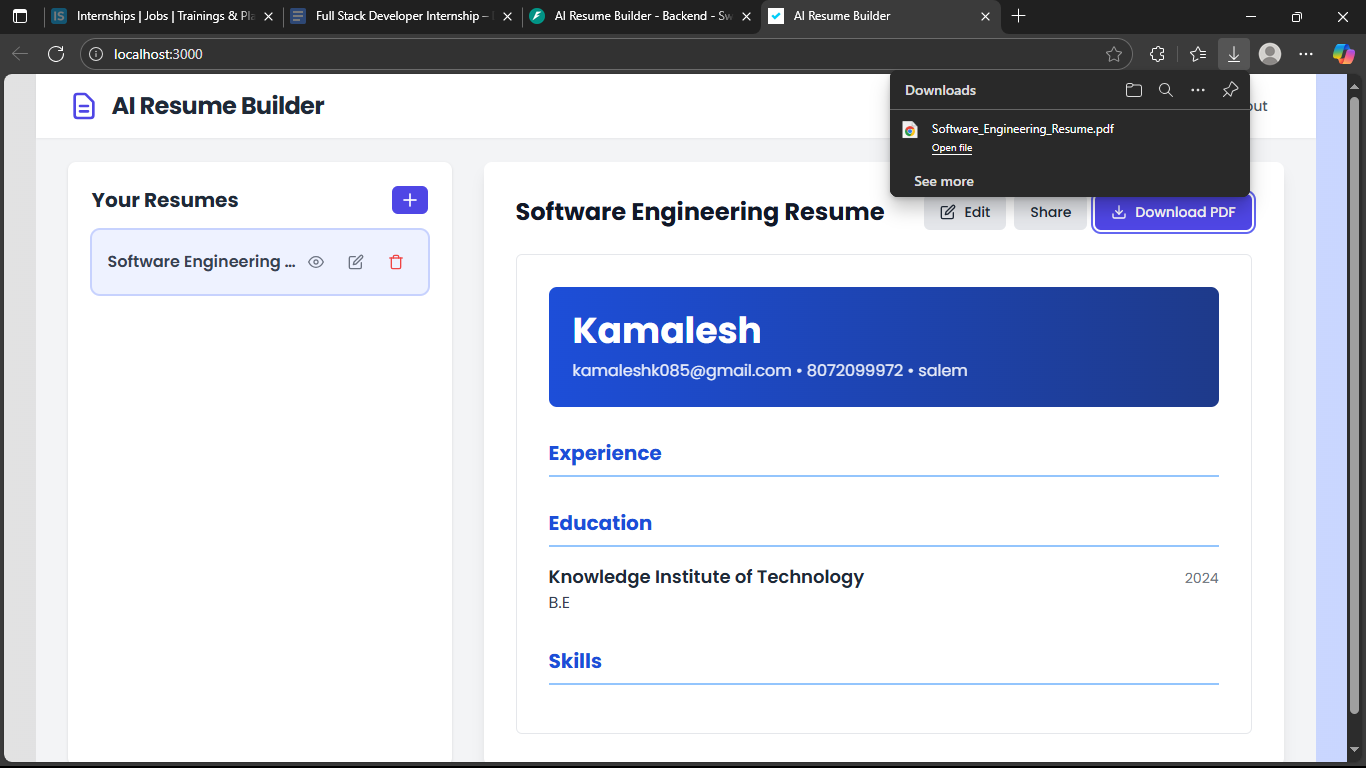 Internships | Jobs | Trainings & Pla
Full Stack Developer Internship –
AI Resume Builder - Backend - Sw
AI Resume Builder
localhost:3000
AI Resume Builder
Downloads
Software_Engineering_Resume.pdf
Open file
See more
Your Resumes
+
Software Engineering ...
Software Engineering Resume
Edit
Share
Download PDF
Kamalesh
kamaleshk085@gmail.com • 8072099972 • salem
Experience
Education
Knowledge Institute of Technology
2024
B.E
Skills